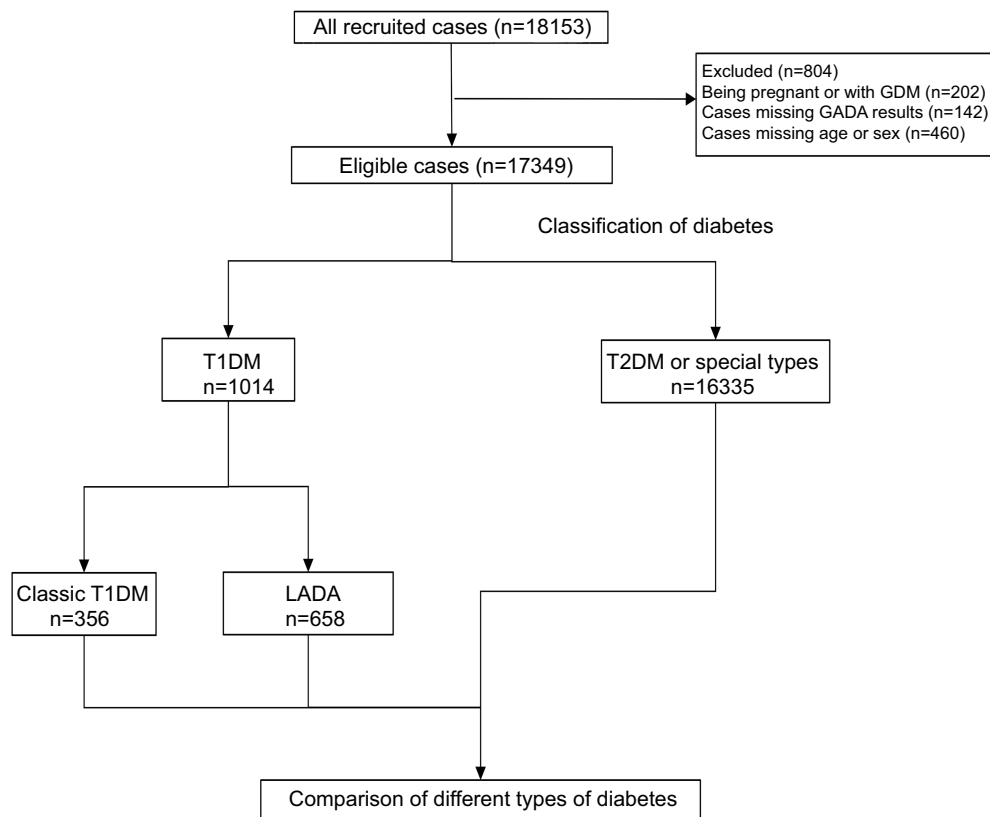 All recruited cases (n=18153)
Excluded (n=804)
Being pregnant or with GDM (n=202)
Cases missing GADA results (n=142)
Cases missing age or sex (n=460)
Eligible cases (n=17349)
Classification of diabetes
T1DM
n=1014
T2DM or special types
n=16335
Classic T1DM
n=356
LADA
n=658
Comparison of different types of diabetes